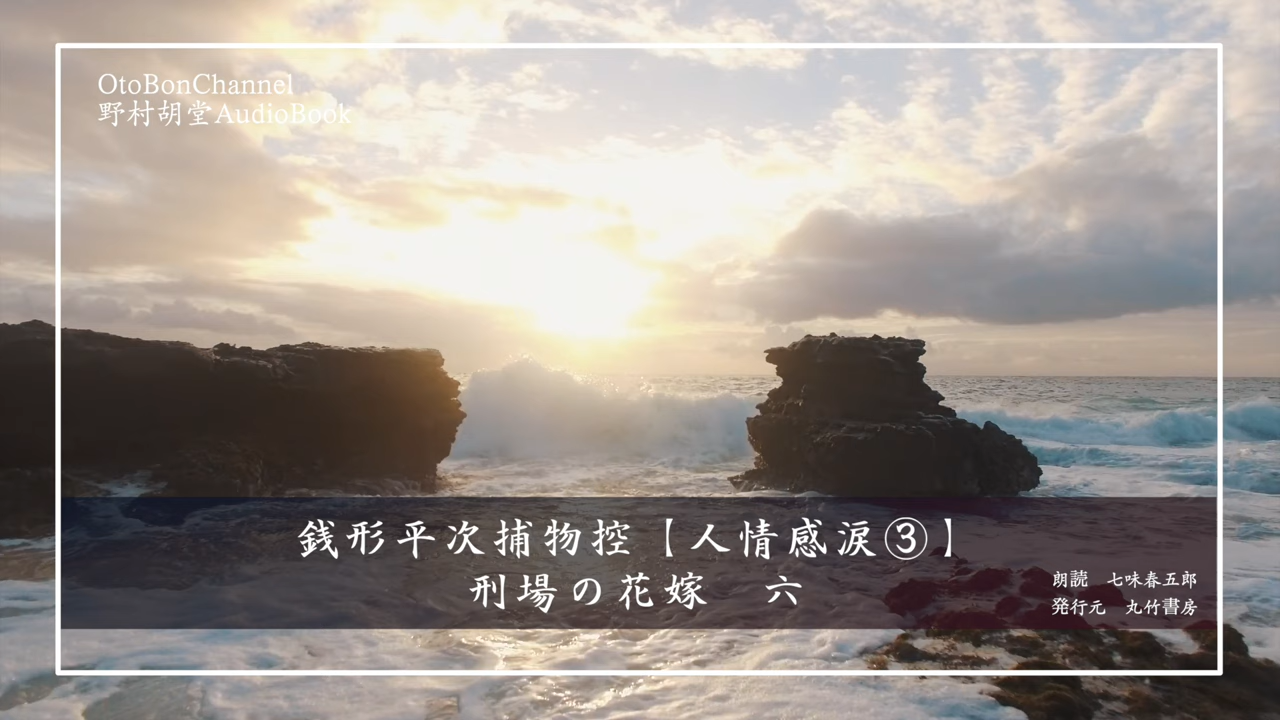 OtoBonChannel
野村胡堂AudioBook
銭形平次捕物控【人情感涙③】
刑場の花嫁　六
朗読　七味春五郎
発行元　丸竹書房